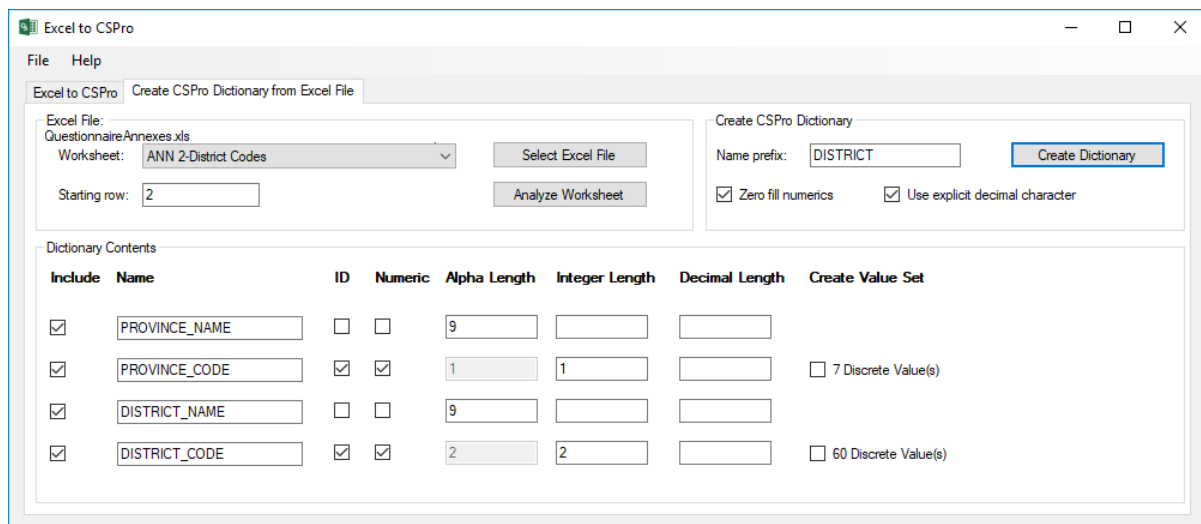 Excel to CSPro
File Help
Excel to CSPro Create CSPro Dictionary from Excel File
Excel File:
QuestionnaireAnnexes.xls
Worksheet: ANN 2-District Codes Select Excel File
Starting row: 2 Analyze Worksheet
Create CSPro Dictionary
Name prefix: DISTRICT Create Dictionary
Zero fill numerics Use explicit decimal character
Dictionary Contents
Include Name ID Numeric Alpha Length Integer Length Decimal Length Create Value Set
PROVINCE_NAME 9
PROVINCE_CODE 1 1 7 Discrete Value(s)
DISTRICT_NAME 9
DISTRICT_CODE 2 2 60 Discrete Value(s)